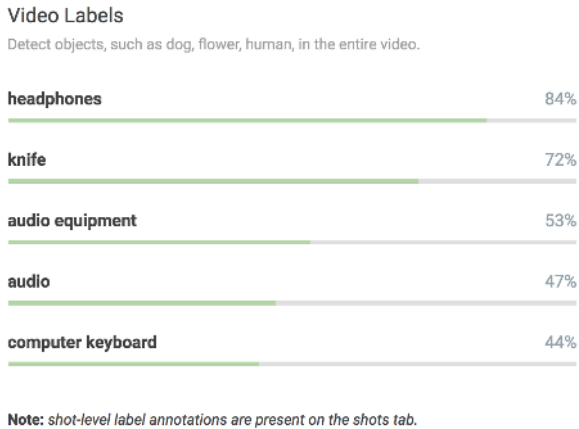 Video Labels
Detect objects, such as dog, flower, human, in the entire video.
headphones 84%
knife 72%
audio equipment 53%
audio 47%
computer keyboard 44%
Note: shot-level label annotations are present on the shots tab.